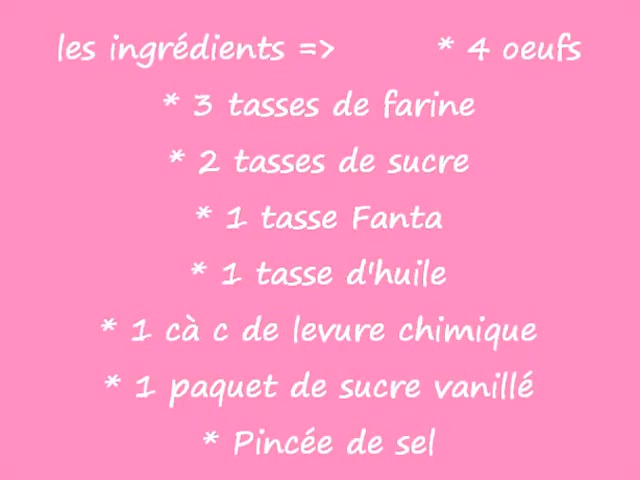 les ingrédients => * 4 oeufs
* 3 tasses de farine
* 2 tasses de sucre
* 1 tasse Fanta
* 1 tasse d'huile
* 1 cà c de levure chimique
* 1 paquet de sucre vanillé
* Pincée de sel